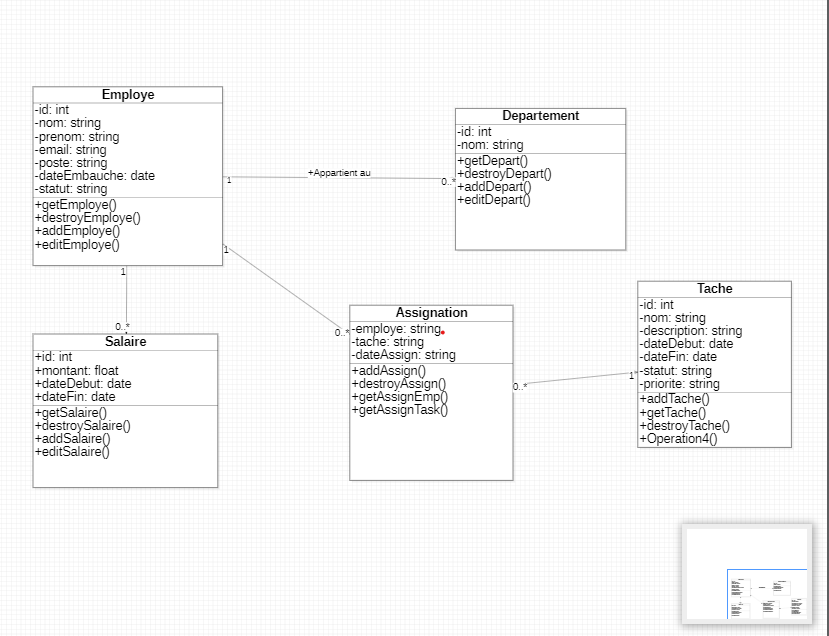 Employe
-id: int
-nom: string
-prenom: string
-email: string
-poste: string
-dateEmbauche: date
-statut: string
+getEmploye()
+destroyEmploye()
+addEmploye()
+editEmploye()
1
+Appartient au
0..*
Departement
-id: int
-nom: string
+getDepart()
+destroyDepart()
+addDepart()
+editDepart()
1
0..*
1
0..*
Salaire
+id: int
+montant: float
+dateDebut: date
+dateFin: date
+getSalaire()
+destroySalaire()
+addSalaire()
+editSalaire()
Assignation
-employe: string
-tache: string
-dateAssign: string
+addAssign()
+destroyAssign()
+getAssignEmp()
+getAssignTask()
0..*
1
Tache
-id: int
-nom: string
-description: string
-dateDebut: date
-dateFin: date
-statut: string
-priorite: string
+addTache()
+getTache()
+destroyTache()
+Operation4()